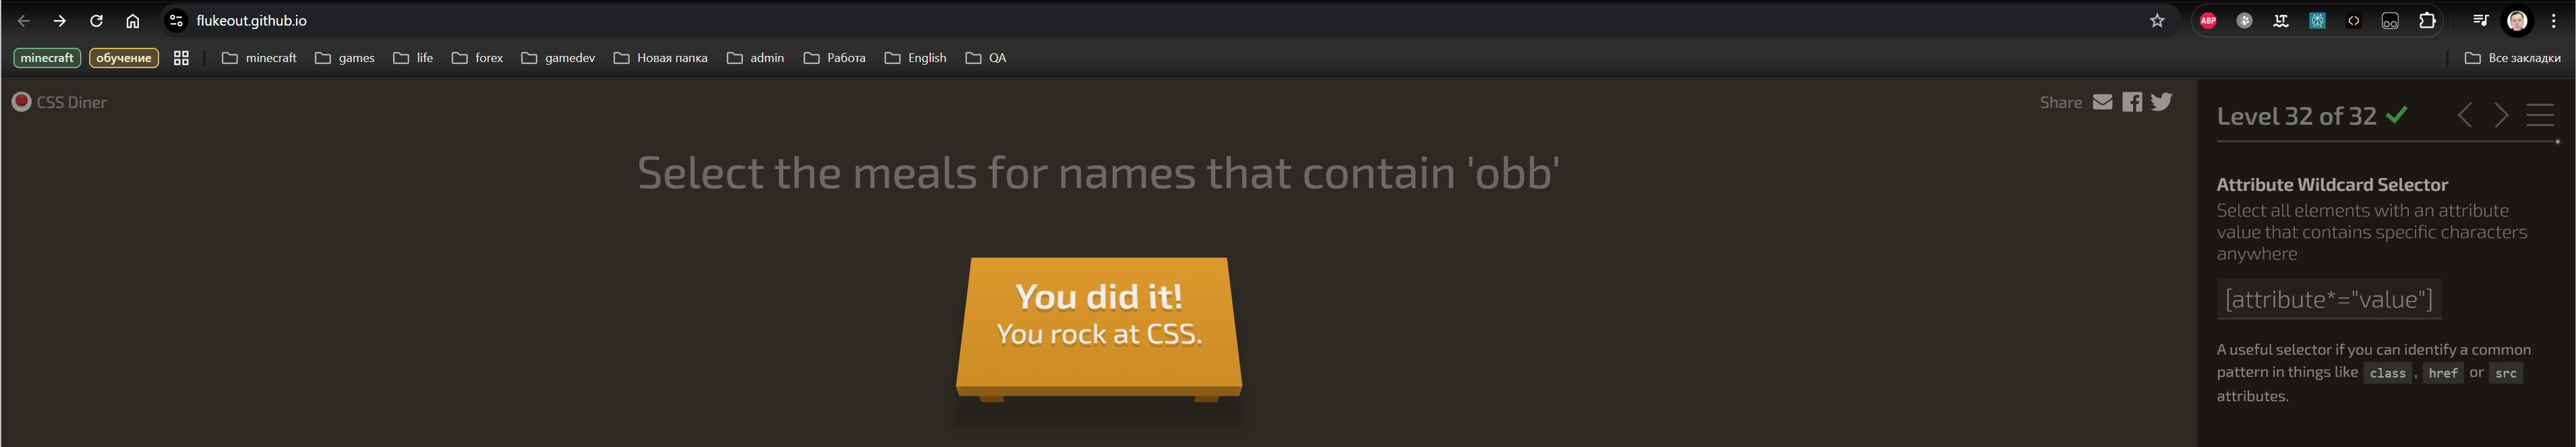 flukeout.github.io
ABP
minecraft обучение minecraft games life forex gamedev Новая папка admin Работа English QA Все закладки
CSS Diner
Share
Select the meals for names that contain 'obb'
You did it!
You rock at CSS.
Level 32 of 32
Attribute Wildcard Selector
Select all elements with an attribute
value that contains specific characters
anywhere
[attribute*="value"]
A useful selector if you can identify a common
pattern in things like class, href or src
attributes.